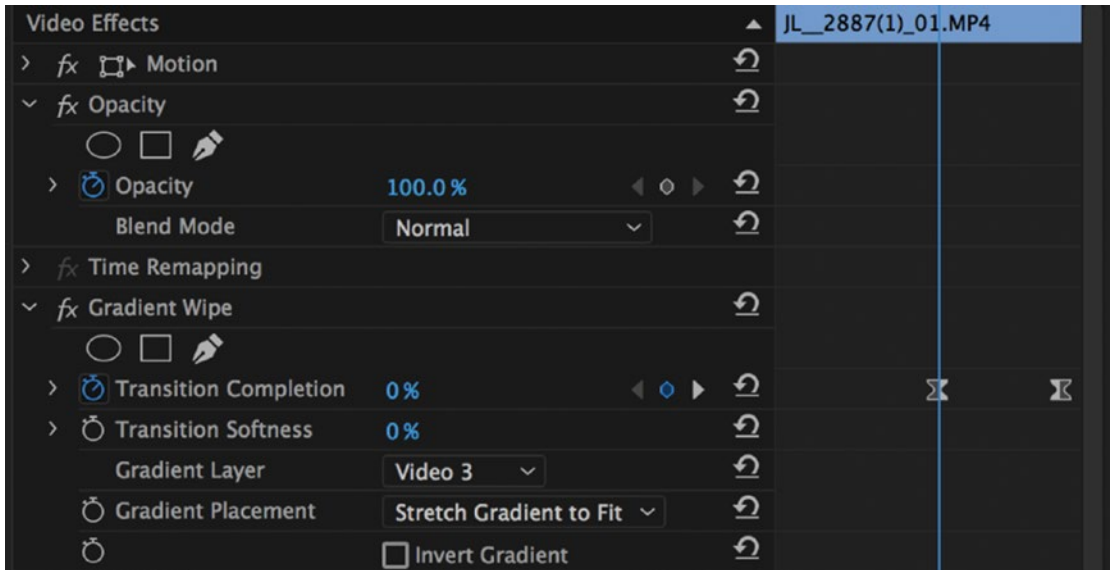 Video Effects
JL__2887(1)_01.MP4
fx Motion
fx Opacity
Opacity 100.0 %
Blend Mode Normal
fx Time Remapping
fx Gradient Wipe
Transition Completion 0 %
Transition Softness 0 %
Gradient Layer Video 3
Gradient Placement Stretch Gradient to Fit
Invert Gradient